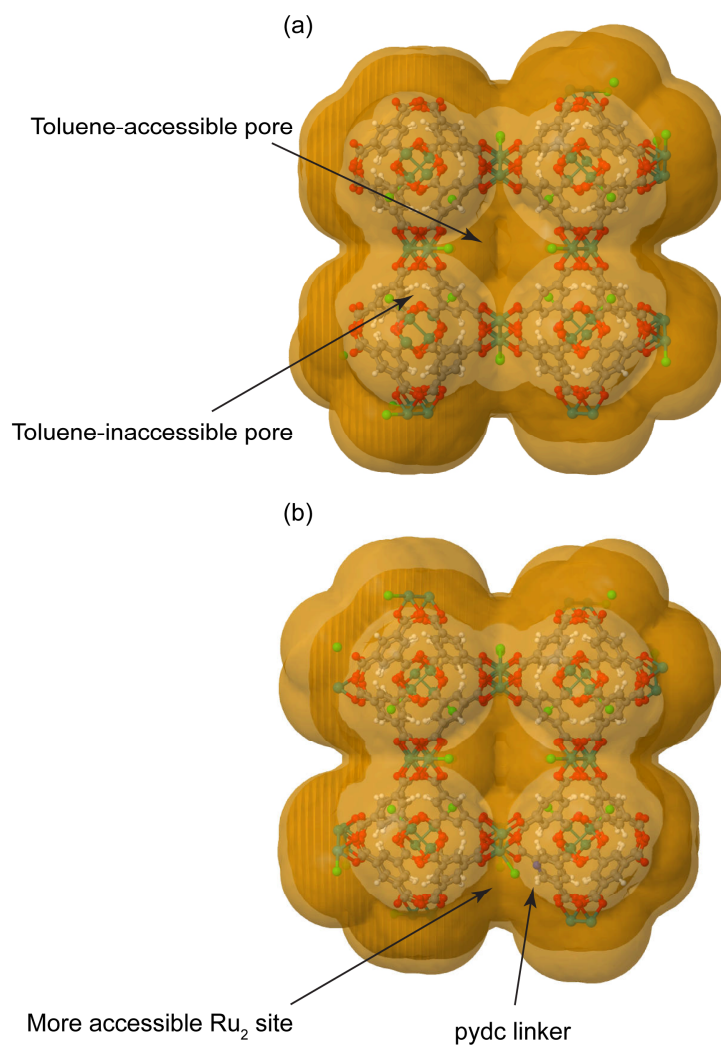 (a)
Toluene-accessible pore
Toluene-inaccessible pore
(b)
More accessible Ru₂ site
pydc linker